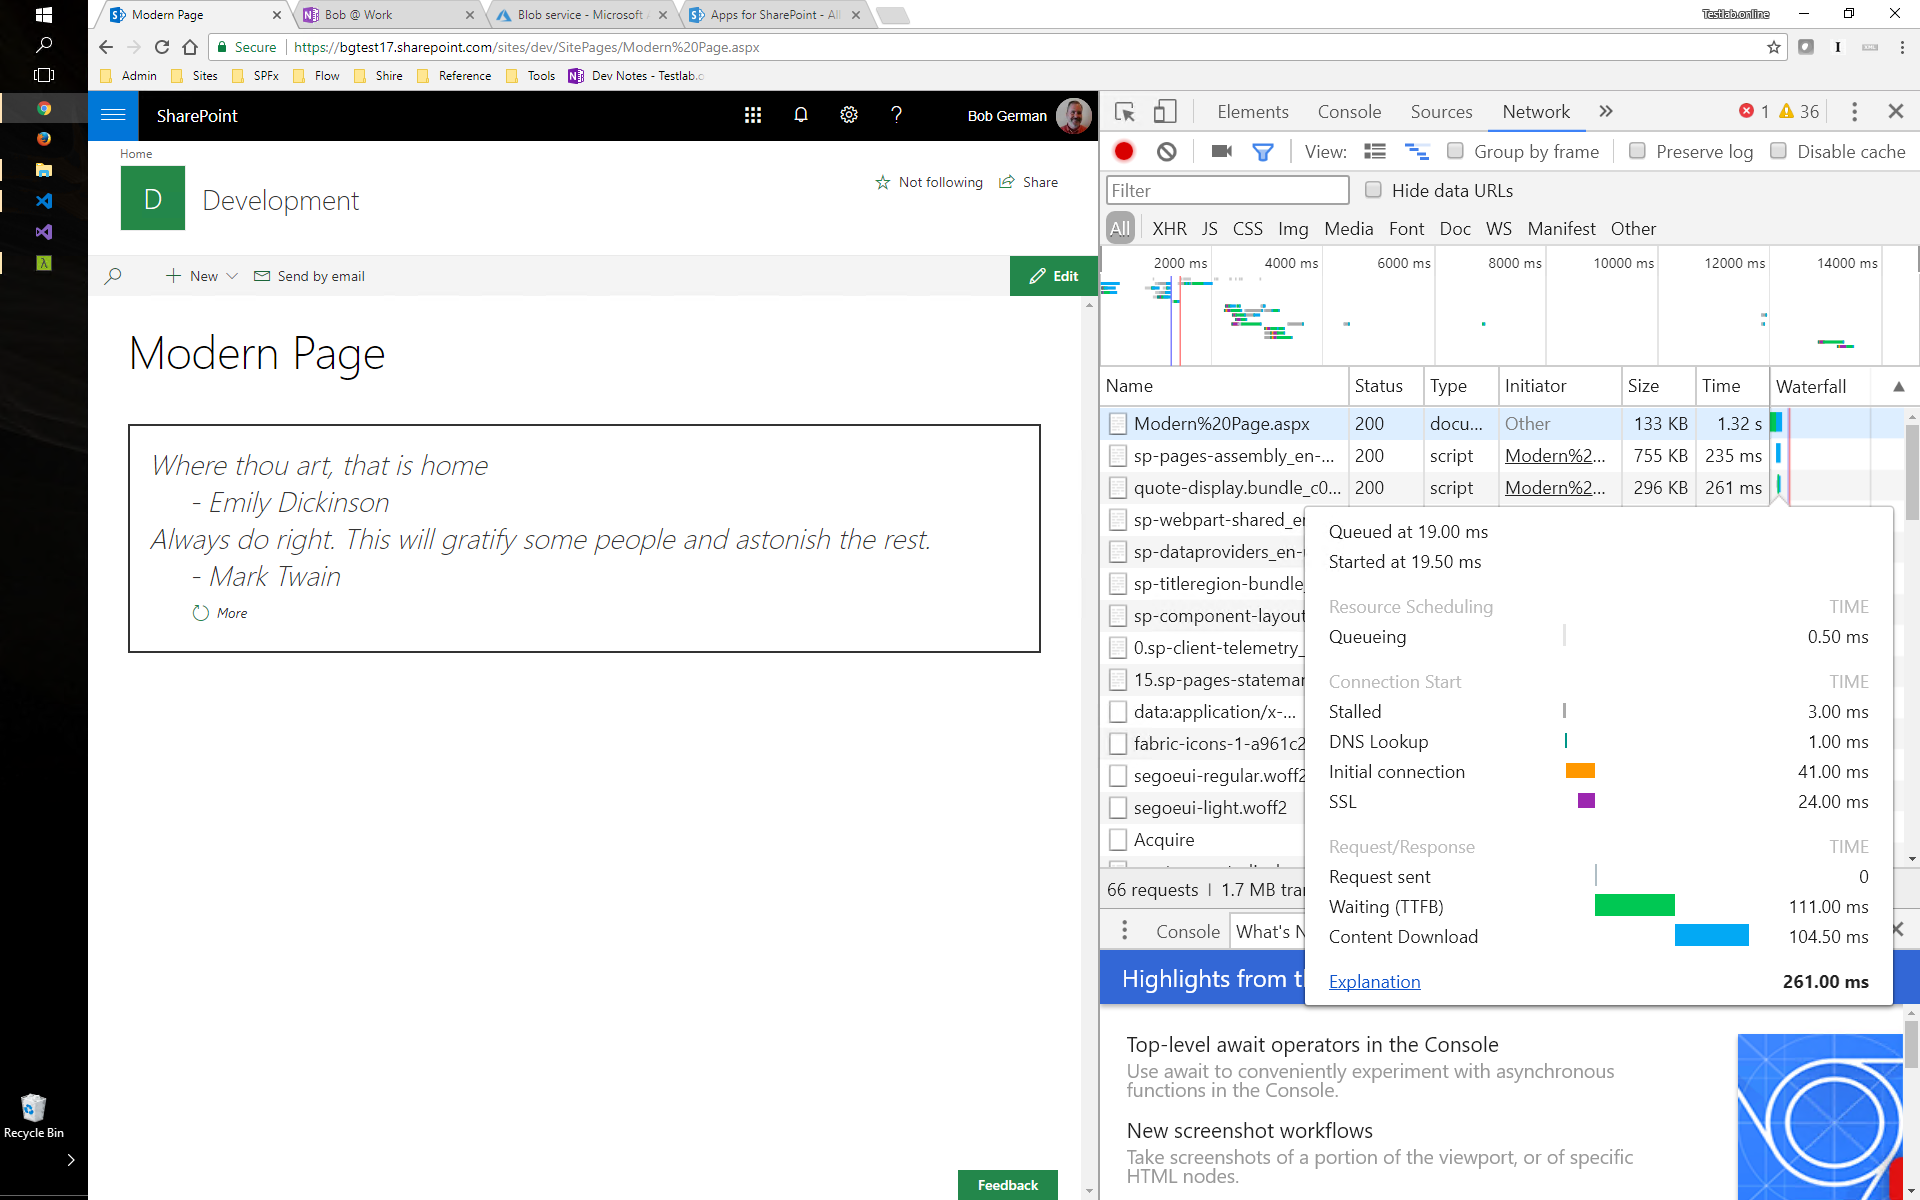 Modern Page
Bob @ Work
Blob service - Microsoft A
Apps for SharePoint - All
Testlab.online
Secure
https://bgtest17.sharepoint.com/sites/dev/SitePages/Modern%20Page.aspx
Admin
Sites
SPFx
Flow
Shire
Reference
Tools
Dev Notes - Testlab.o
SharePoint
Bob German
Home
D
Development
Not following
Share
New
Send by email
Edit
Modern Page
Where thou art, that is home
- Emily Dickinson
Always do right. This will gratify some people and astonish the rest.
- Mark Twain
More
Feedback
Recycle Bin
Elements Console Sources Network
1 36
View: Group by frame Preserve log Disable cache
Filter
Hide data URLs
All XHR JS CSS Img Media Font Doc WS Manifest Other
2000 ms 4000 ms 6000 ms 8000 ms 10000 ms 12000 ms 14000 ms
Name Status Type Initiator Size Time Waterfall
Modern%20Page.aspx 200 docu... Other 133 KB 1.32 s
sp-pages-assembly_en-... 200 script Modern%2... 755 KB 235 ms
quote-display.bundle_c0... 200 script Modern%2... 296 KB 261 ms
sp-webpart-shared_en
sp-dataproviders_en-
sp-titleregion-bundle_
sp-component-layout
0.sp-client-telemetry_
15.sp-pages-stateman
data:application/x-...
fabric-icons-1-a961c2
segoeui-regular.woff2
segoeui-light.woff2
Acquire
Queued at 19.00 ms
Started at 19.50 ms
Resource Scheduling TIME
Queueing 0.50 ms
Connection Start TIME
Stalled 3.00 ms
DNS Lookup 1.00 ms
Initial connection 41.00 ms
SSL 24.00 ms
Request/Response TIME
Request sent 0
Waiting (TTFB) 111.00 ms
Content Download 104.50 ms
Explanation 261.00 ms
66 requests | 1.7 MB tra
Console What's N
Highlights from th
Top-level await operators in the Console
Use await to conveniently experiment with asynchronous
functions in the Console.
New screenshot workflows
Take screenshots of a portion of the viewport, or of specific
HTML nodes.